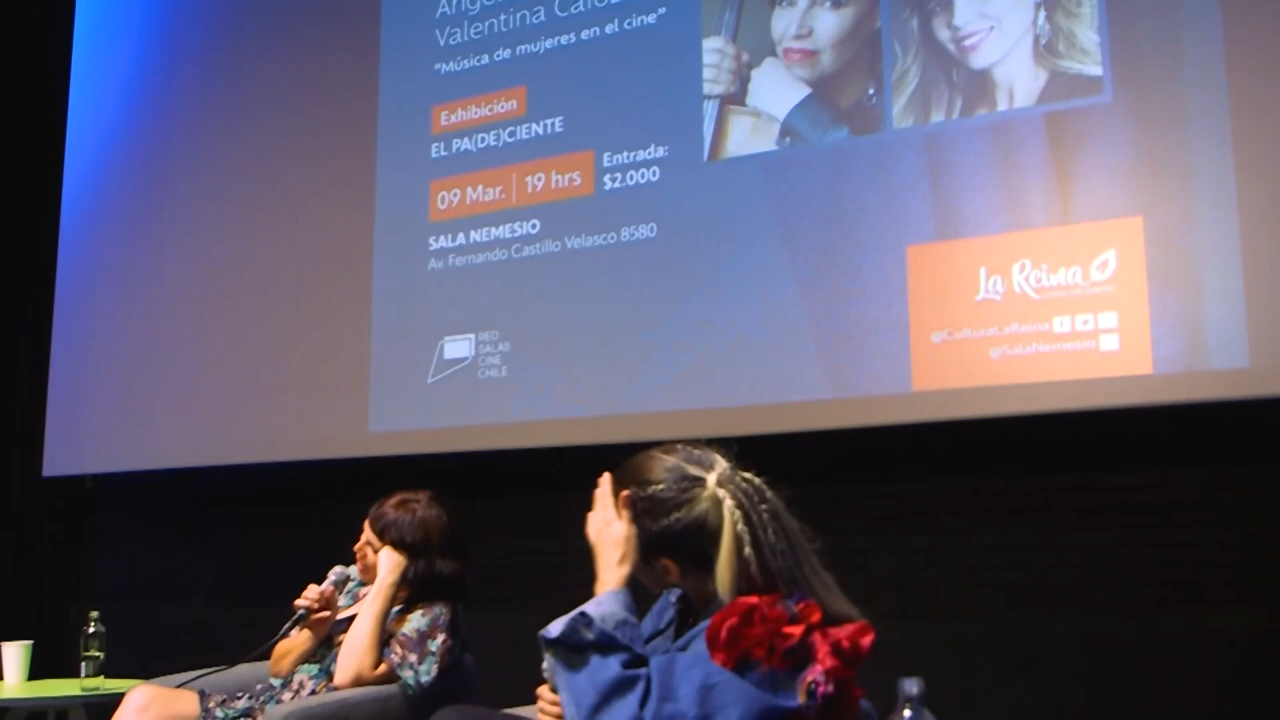 Valentina
"Música de mujeres en el cine"
Exhibición
EL PA(DE)CIENTE
09 Mar. | 19 hrs
Entrada:
$2.000
SALA NEMESIO
Av. Fernando Castillo Velasco 8580
RED
SALAS
CINE
CHILE
La Reina
@CulturaLaReina
@SalaNemesio